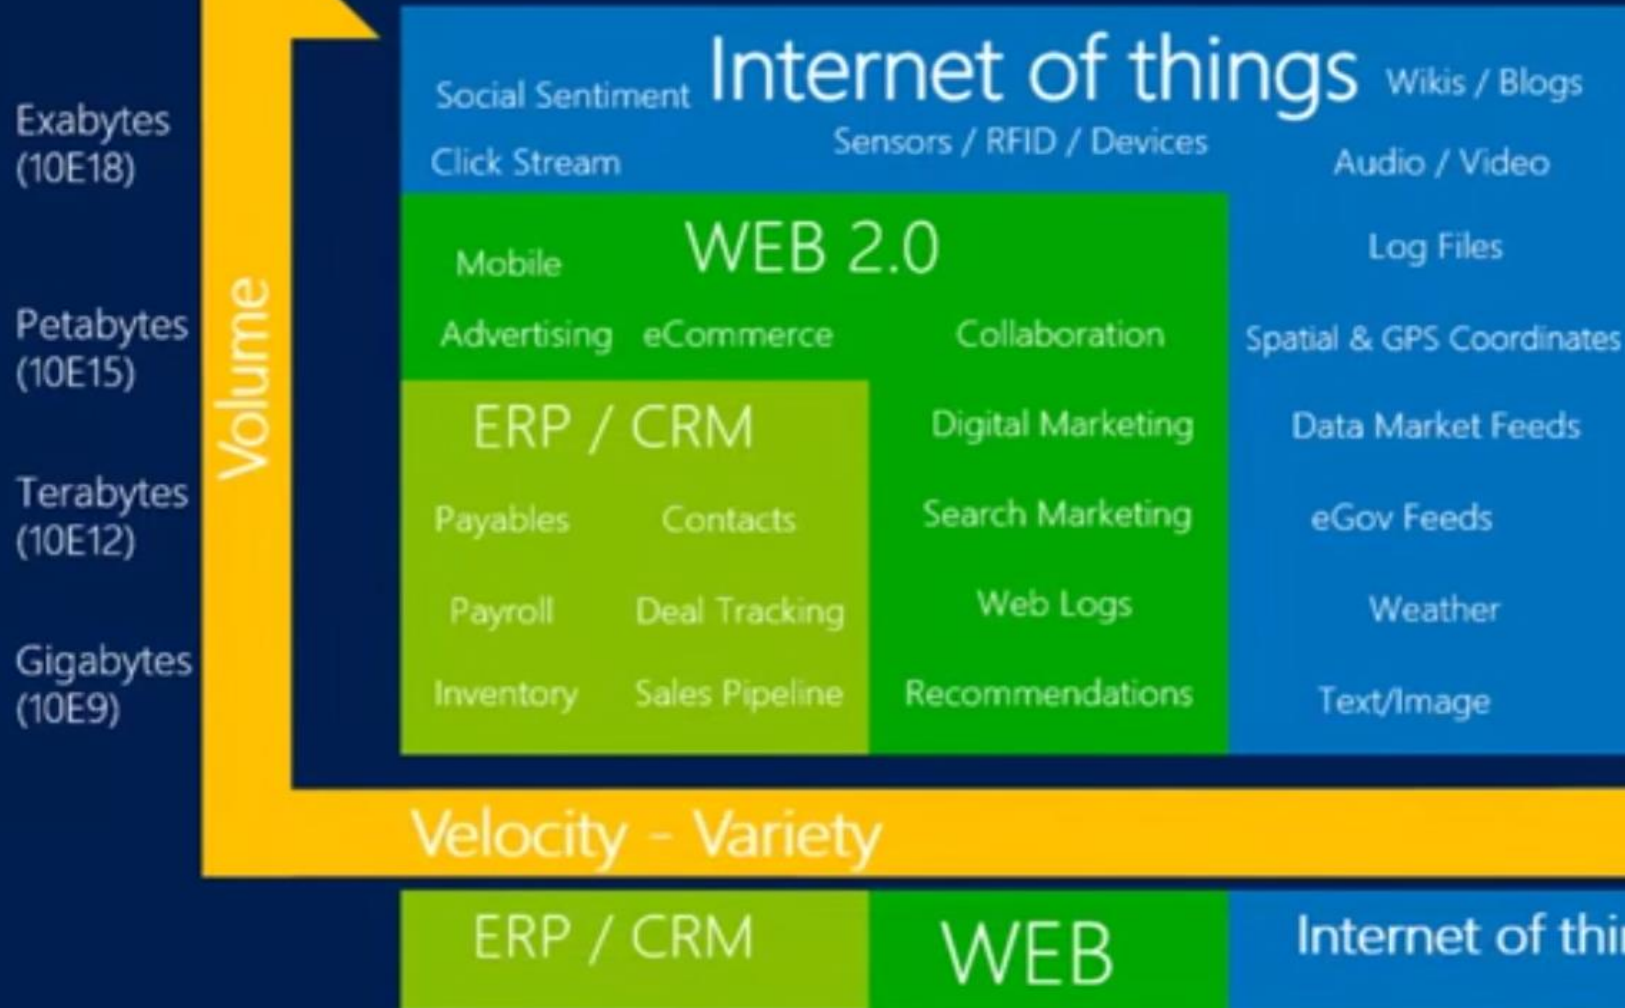 Internet of things
Social Sentiment
Wikis / Blogs
Sensors / RFID / Devices
Click Stream
Audio / Video
Exabytes
(10E18)
WEB 2.0
Mobile
Log Files
Advertising
eCommerce
Collaboration
Spatial & GPS Coordinates
Petabytes
(10E15)
Volume
ERP / CRM
Digital Marketing
Data Market Feeds
Terabytes
(10E12)
Payables
Contacts
Search Marketing
eGov Feeds
Payroll
Deal Tracking
Web Logs
Weather
Gigabytes
(10E9)
Inventory
Sales Pipeline
Recommendations
Text/Image
Velocity - Variety
ERP / CRM
WEB
Internet of